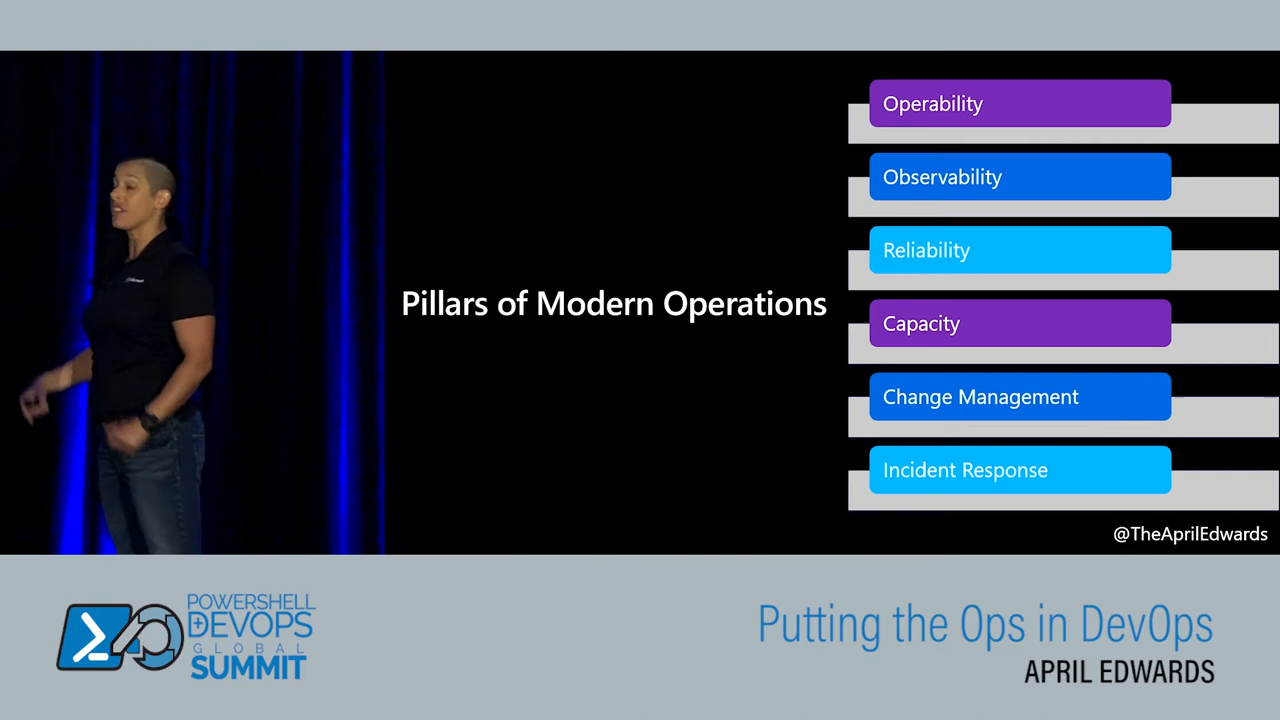 Operability
Observability
Reliability
Pillars of Modern Operations
Capacity
Change Management
Incident Response
@TheAprilEdwards
POWERSHELL
+DEVOPS
GLOBAL
SUMMIT
Putting the Ops in DevOps
APRIL EDWARDS